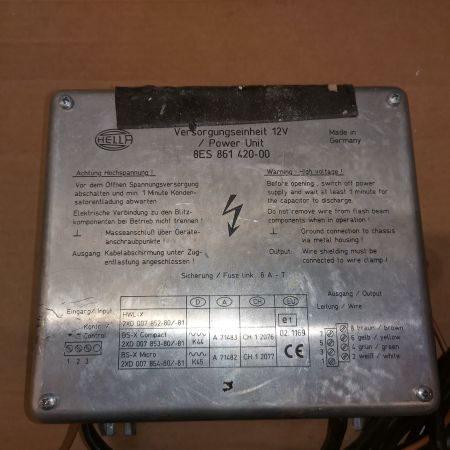 HELLA
Versorgungseinheit 12V
/ Power Unit
8ES 861 420-00
Made in
Germany
Achtung Hochspannung !
Vor dem Öffnen Spannungsversorgung
abschalten und min. 1 Minute Konden-
satorentladung abwarten
Elektrische Verbindung zu den Blitz-
komponenten bei Betrieb nicht trennen !
Masseanschluß über Geräte-
anschraubpunkte !
Ausgang Kabelabschirmung unter Zug-
entlastung angeschlossen !
Warning : High voltage !
Before opening , switch off power
supply and wait min. 1 minute for
the capacitor to discharge.
Do not remove wire from flash beam
components when in operation !
Ground connection to chassis
via metal housing !
Output: Wire shielding must be
connected to wire clamp !
Sicherung / Fuse link 8 A - T
Eingang/ Input
Kontr./
Control
1 2 3
D A CH EU
HWL-X
2XD 007 852-80/-81
BS-X Compact
2XD 007 853-80/-81
K44 A 71483 CH 1 2076
BS-X Micro
2XD 007 854-80/-81
K45 A 71482 CH 1 2077
e1
02 1169
CE
Ausgang / Output
Leitung / Wire
8 braun / brown
6 gelb / yellow
4 grün / green
2 weiß / white